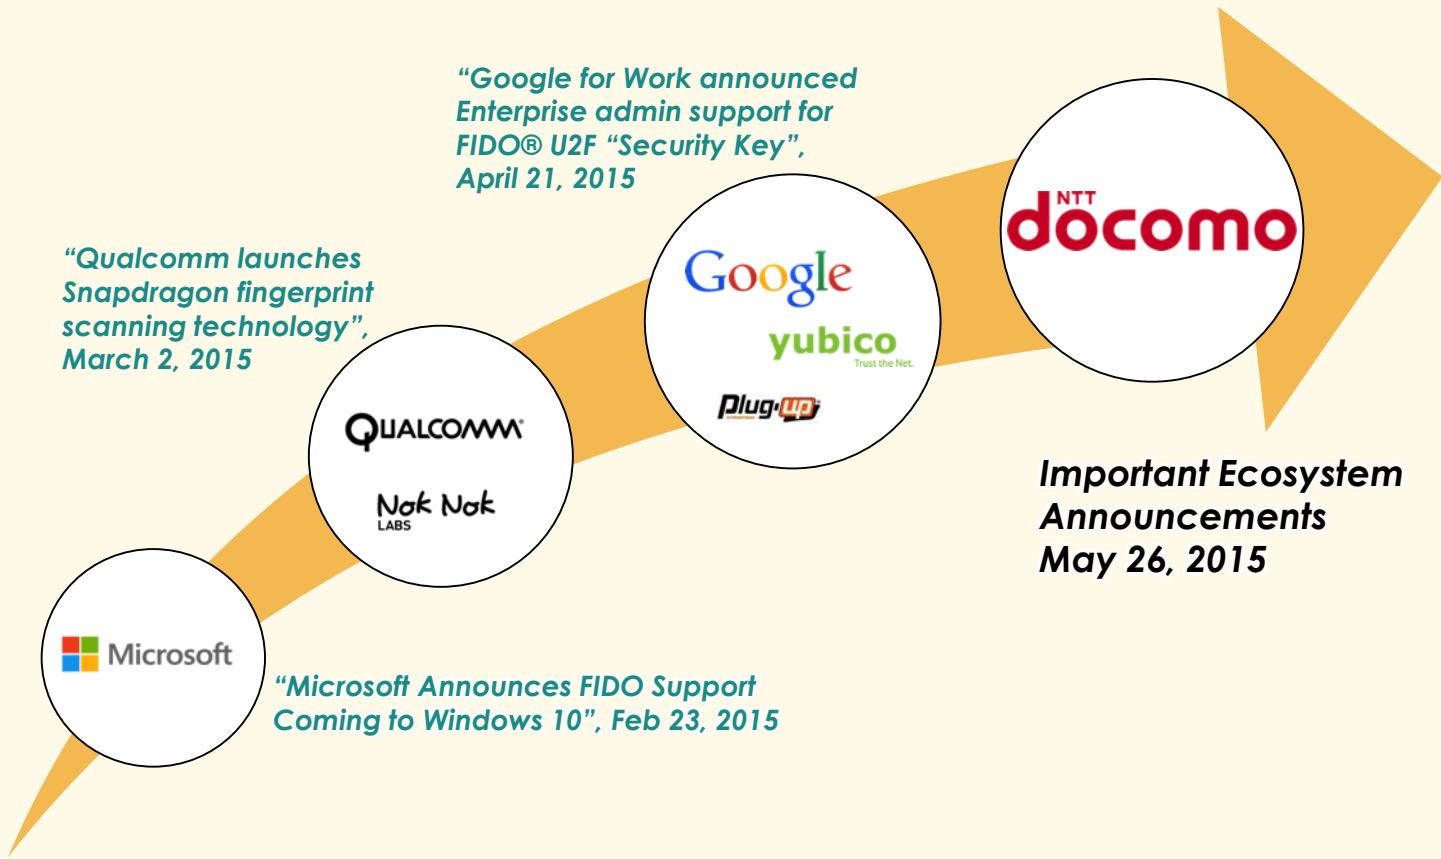 “Google for Work announced
Enterprise admin support for
FIDO® U2F “Security Key”,
April 21, 2015
NTT
docomo
“Qualcomm launches
Snapdragon fingerprint
scanning technology”,
March 2, 2015
Google
yubico
Trust the Net.
Plug-up
QUALCOMM®
Nok Nok
LABS
Important Ecosystem
Announcements
May 26, 2015
Microsoft
“Microsoft Announces FIDO Support
Coming to Windows 10”, Feb 23, 2015